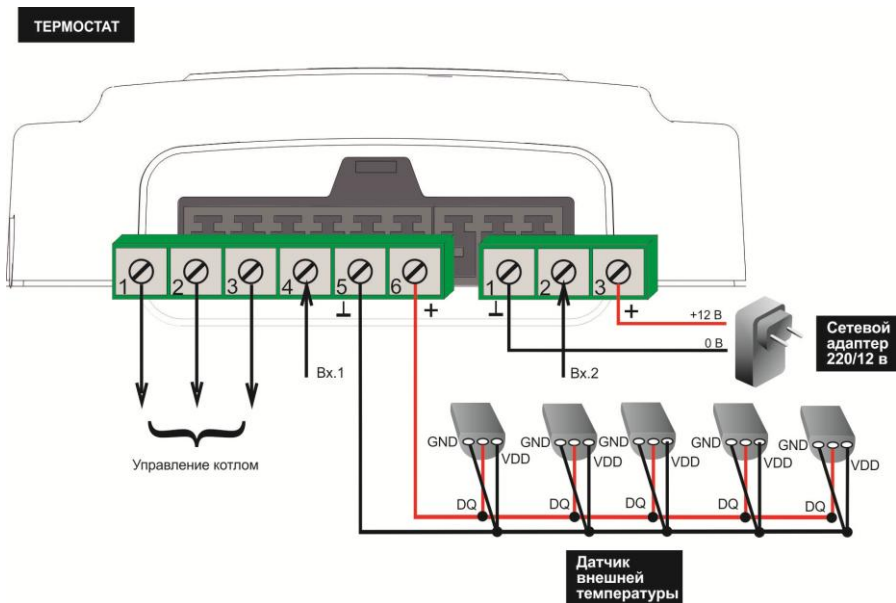 ТЕРМОСТАТ
1 2 3 4 5 6
⊥ +
1 2 3
⊥ +
+12 В
0 В
Сетевой
адаптер
220/12 в
Вх.1
Вх.2
Управление котлом
GND VDD DQ
GND VDD DQ
GND VDD DQ
GND VDD DQ
GND VDD DQ
Датчик
внешней
температуры